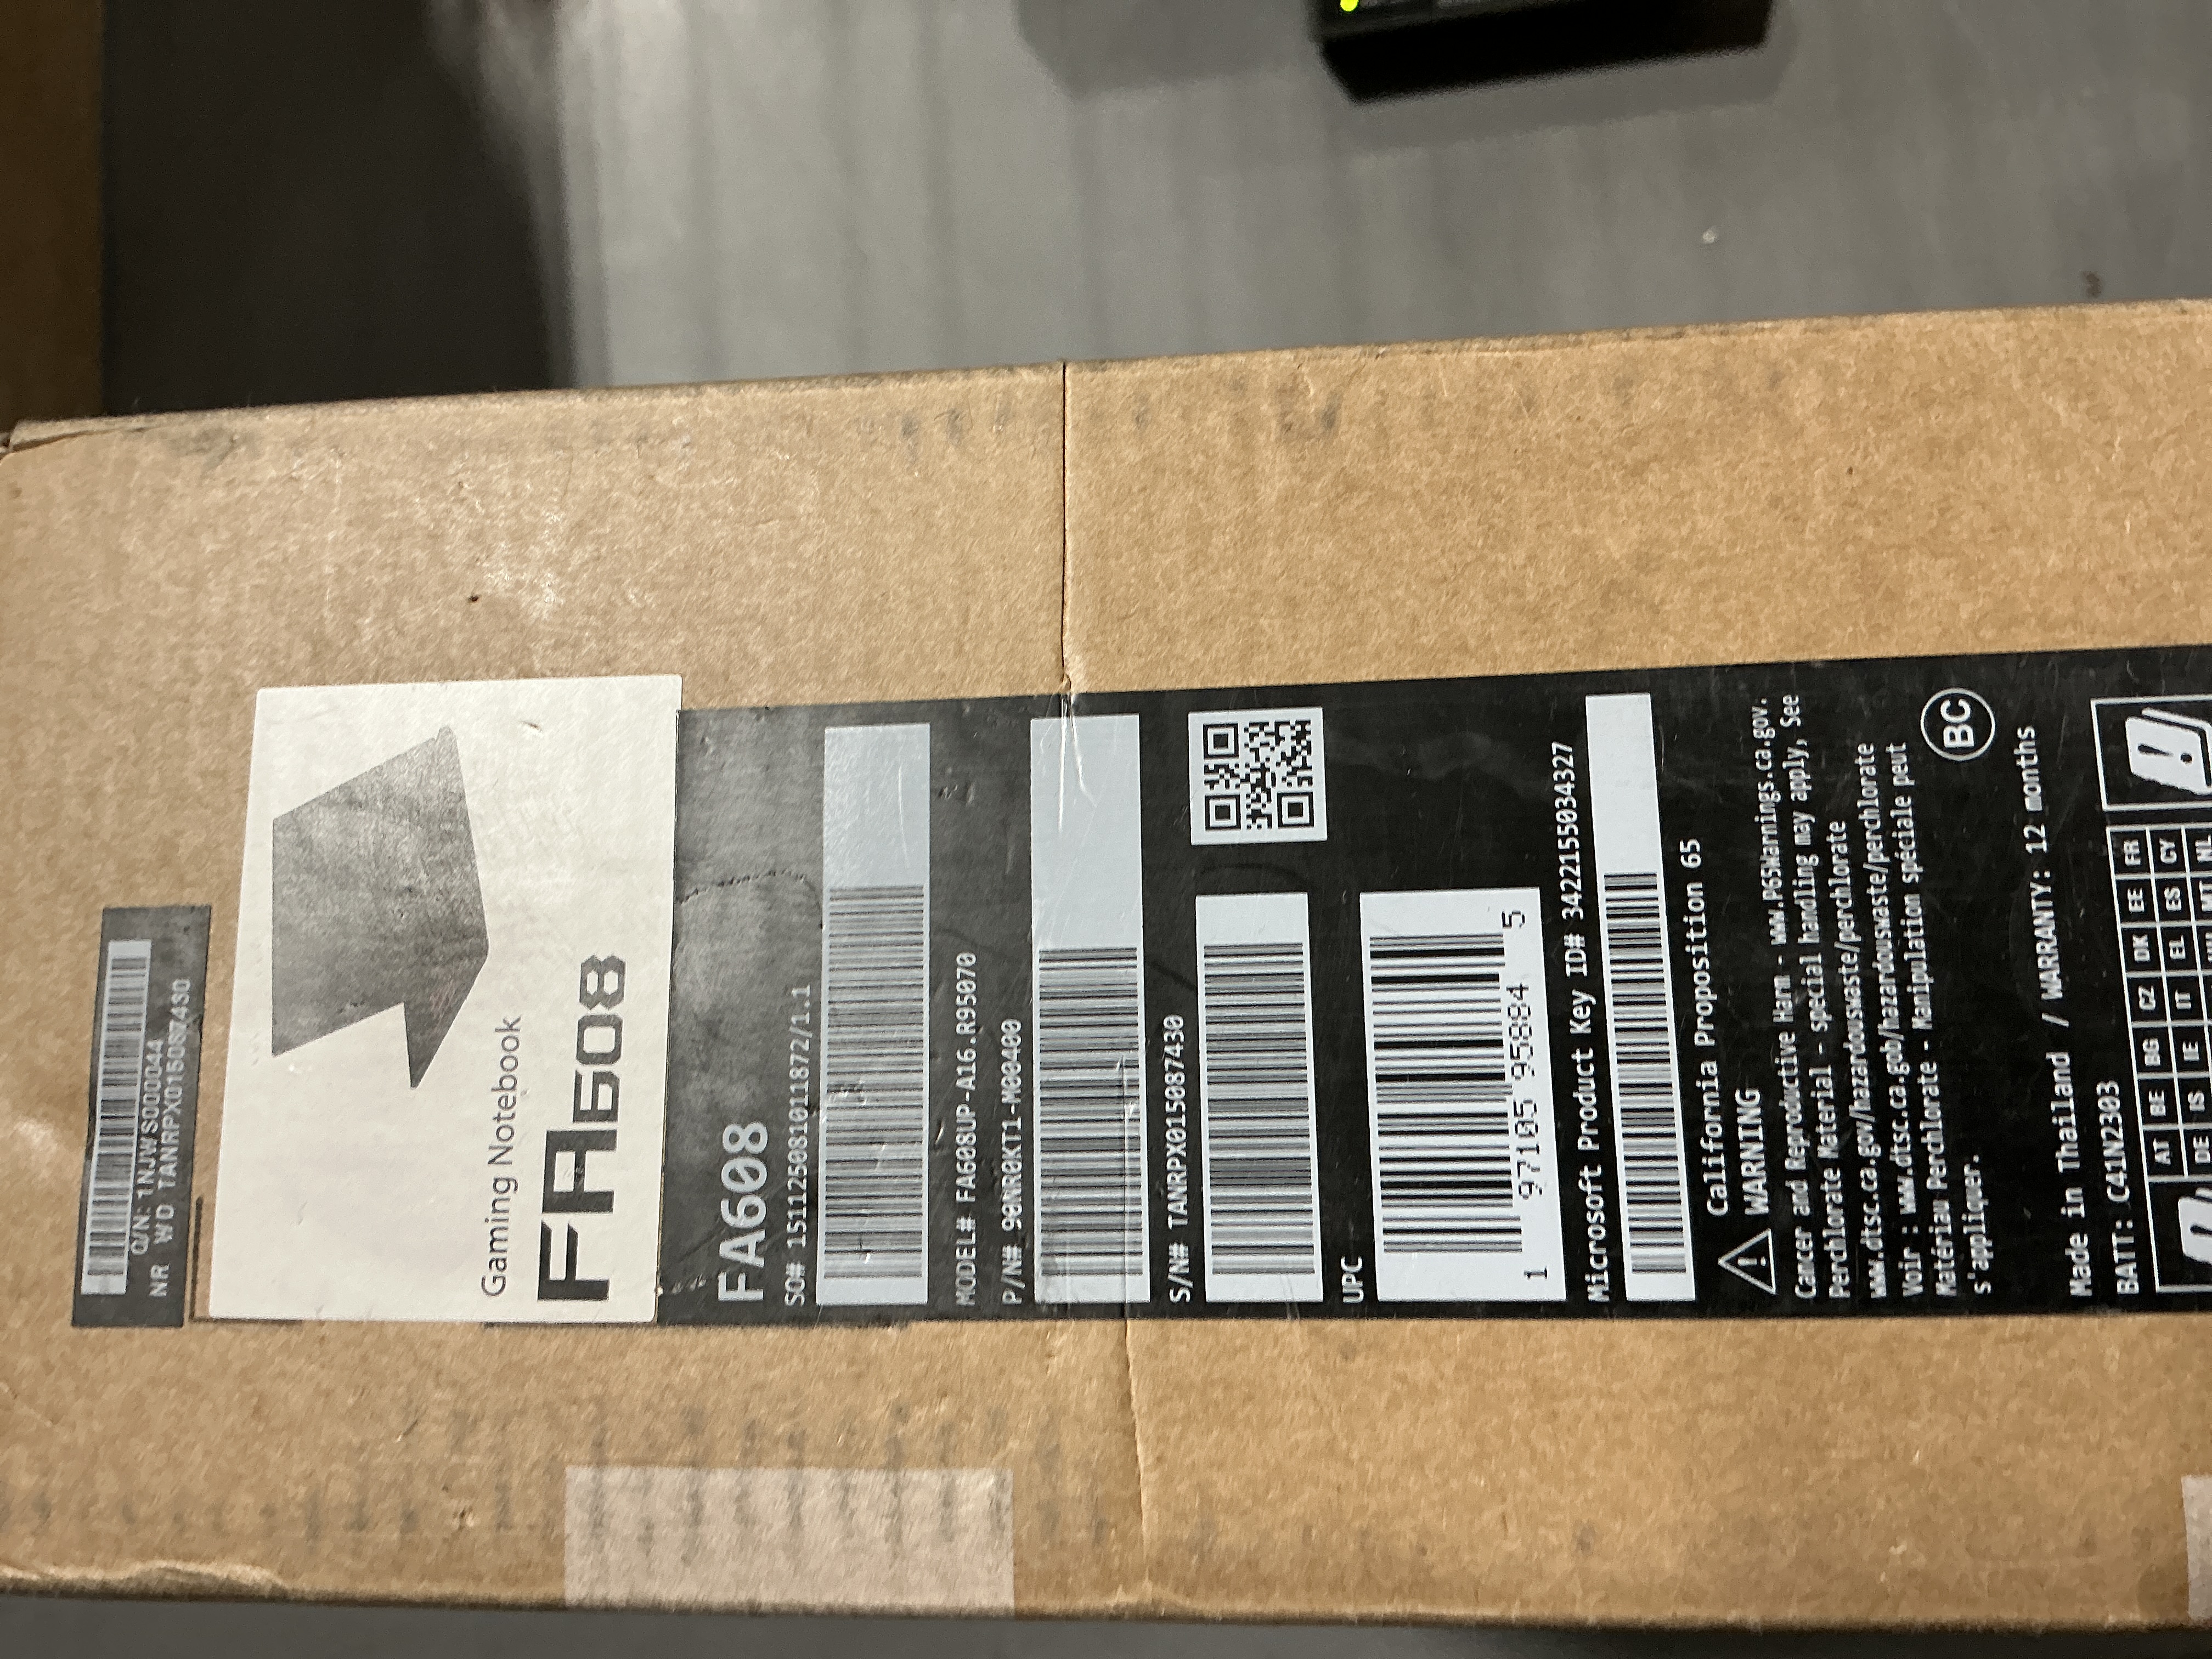 Q/N: 1NJWWS000044
NR WD TANRPX015087430
Gaming Notebook
FA608
FA608
SO# 15112508101187​2/1.1
MODEL# FA608UP-A16.R95070
P/N# 90NR0KT1-M00400
S/N# TANRPX015087430
UPC
1 97105 95884 5
Microsoft Product Key ID# 3422155034327
California Proposition 65
WARNING
Cancer and Reproductive Harm - www.P65Warnings.ca.gov.
Perchlorate Material - special handling may apply, See
www.dtsc.ca.gov/hazardouswaste/perchlorate
Voir : www.dtsc.ca.gob/hazardouswaste/perchlorate
Matériau Perchlorate - Manipulation spéciale peut
s'appliquer.
BC
Made in Thailand / WARRANTY: 12 months
BATT: C41N2303
AT BE BG CZ DK EE FR
DE IS IE IT EL ES CY